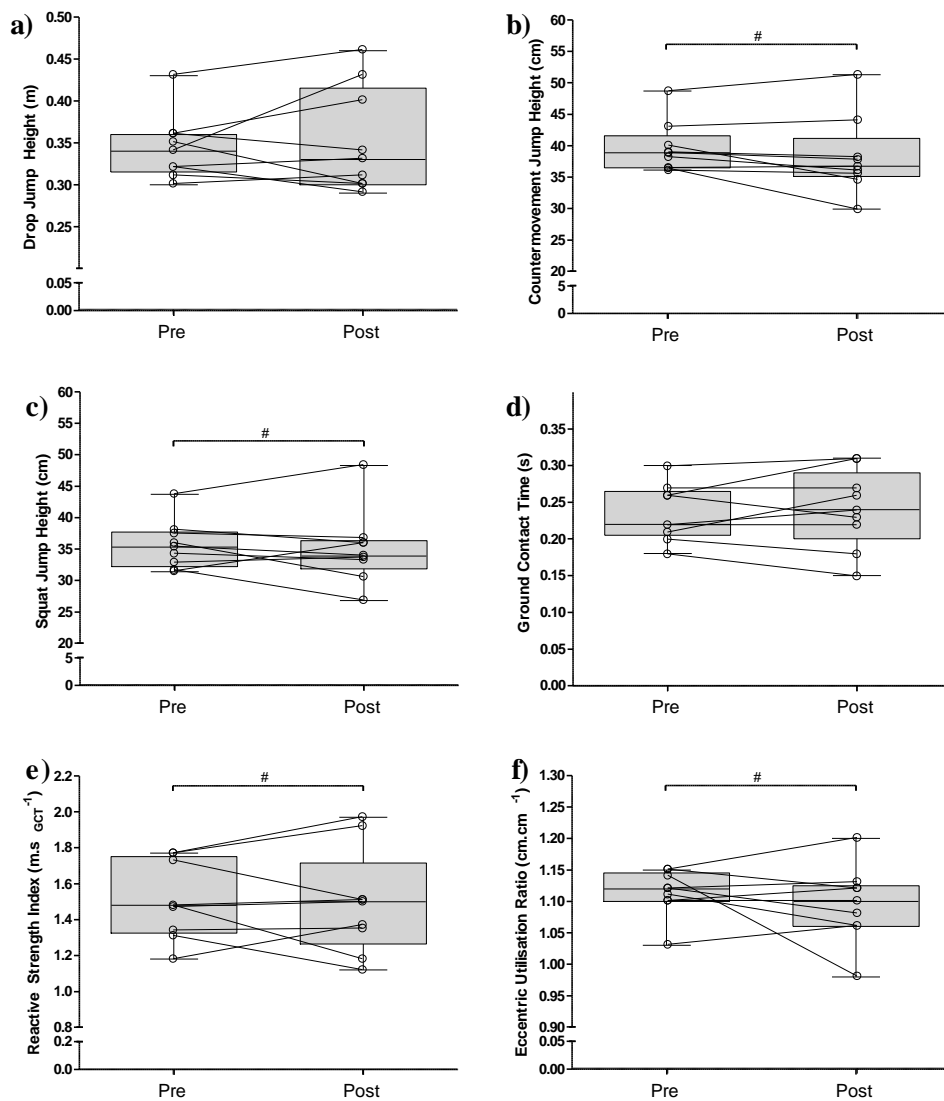 a)
Drop Jump Height (m)
0.50
0.45
0.40
0.35
0.30
0.25
0.05
0.00
Pre
Post
b)
Countermovement Jump Height (cm)
60
55
50
45
40
35
30
25
20
5
0
#
Pre
Post
c)
Squat Jump Height (cm)
60
55
50
45
40
35
30
25
20
5
0
#
Pre
Post
d)
Ground Contact Time (s)
0.35
0.30
0.25
0.20
0.15
0.00
Pre
Post
e)
Reactive Strength Index (m.s GCT⁻¹)
2.2
2.0
1.8
1.6
1.4
1.2
1.0
0.8
0.2
0.0
#
Pre
Post
f)
Eccentric Utilisation Ratio (cm.cm⁻¹)
1.30
1.25
1.20
1.15
1.10
1.05
1.00
0.95
0.90
0.05
0.00
#
Pre
Post